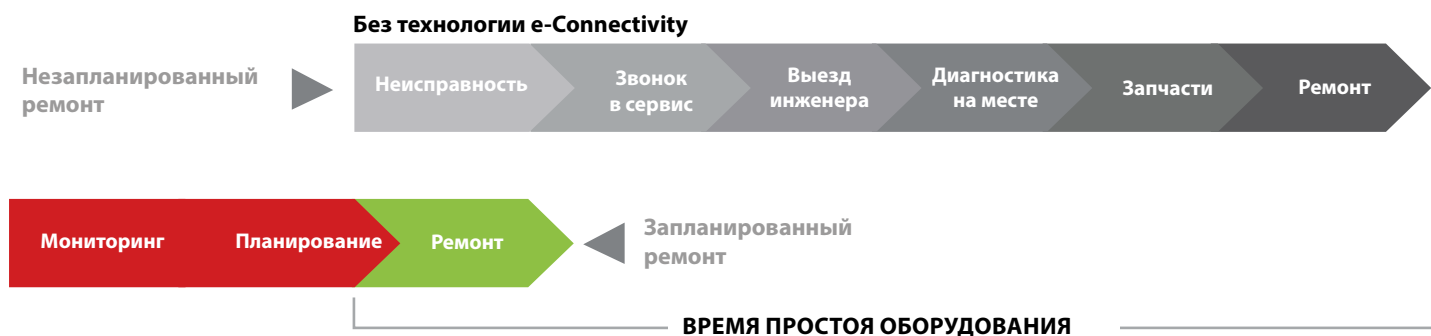 Без технологии e-Connectivity
Незапланированный
ремонт
Неисправность
Звонок
в сервис
Выезд
инженера
Диагностика
на месте
Запчасти
Ремонт
Мониторинг
Планирование
Ремонт
Запланированный
ремонт
ВРЕМЯ ПРОСТОЯ ОБОРУДОВАНИЯ